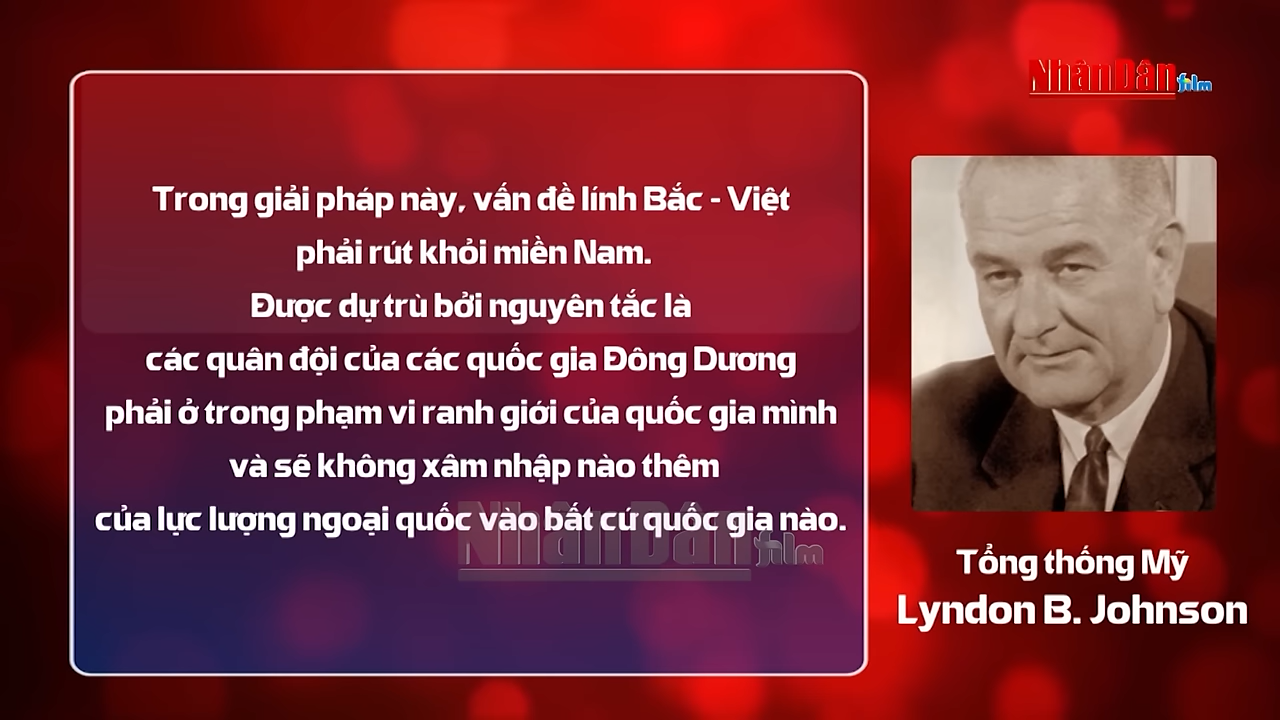 NhânDân film
Trong giải pháp này, vấn đề lính Bắc - Việt
phải rút khỏi miền Nam.
Được dự trù bởi nguyên tắc là
các quân đội của các quốc gia Đông Dương
phải ở trong phạm vi ranh giới của quốc gia mình
và sẽ không xâm nhập nào thêm
của lực lượng ngoại quốc vào bất cứ quốc gia nào.
NhânDân film
Tổng thống Mỹ
Lyndon B. Johnson